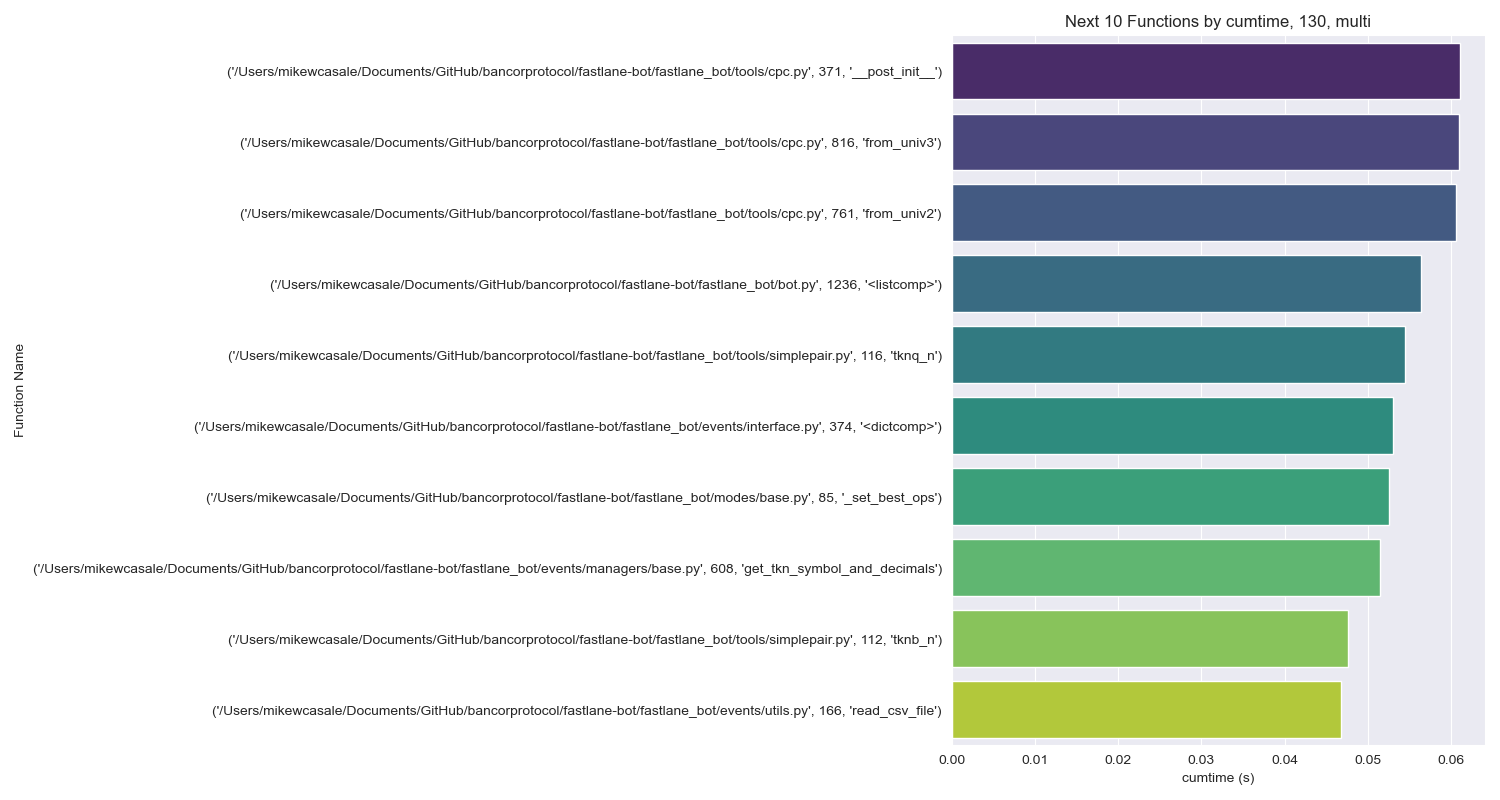 Next 10 Functions by cumtime, 130, multi
('/Users/mikewcasale/Documents/GitHub/bancorprotocol/fastlane-bot/fastlane_bot/tools/cpc.py', 371, '__post_init__')
('/Users/mikewcasale/Documents/GitHub/bancorprotocol/fastlane-bot/fastlane_bot/tools/cpc.py', 816, 'from_univ3')
('/Users/mikewcasale/Documents/GitHub/bancorprotocol/fastlane-bot/fastlane_bot/tools/cpc.py', 761, 'from_univ2')
('/Users/mikewcasale/Documents/GitHub/bancorprotocol/fastlane-bot/fastlane_bot/bot.py', 1236, '<listcomp>')
('/Users/mikewcasale/Documents/GitHub/bancorprotocol/fastlane-bot/fastlane_bot/tools/simplepair.py', 116, 'tknq_n')
('/Users/mikewcasale/Documents/GitHub/bancorprotocol/fastlane-bot/fastlane_bot/events/interface.py', 374, '<dictcomp>')
('/Users/mikewcasale/Documents/GitHub/bancorprotocol/fastlane-bot/fastlane_bot/modes/base.py', 85, '_set_best_ops')
('/Users/mikewcasale/Documents/GitHub/bancorprotocol/fastlane-bot/fastlane_bot/events/managers/base.py', 608, 'get_tkn_symbol_and_decimals')
('/Users/mikewcasale/Documents/GitHub/bancorprotocol/fastlane-bot/fastlane_bot/tools/simplepair.py', 112, 'tknb_n')
('/Users/mikewcasale/Documents/GitHub/bancorprotocol/fastlane-bot/fastlane_bot/events/utils.py', 166, 'read_csv_file')
Function Name
0.00 0.01 0.02 0.03 0.04 0.05 0.06
cumtime (s)